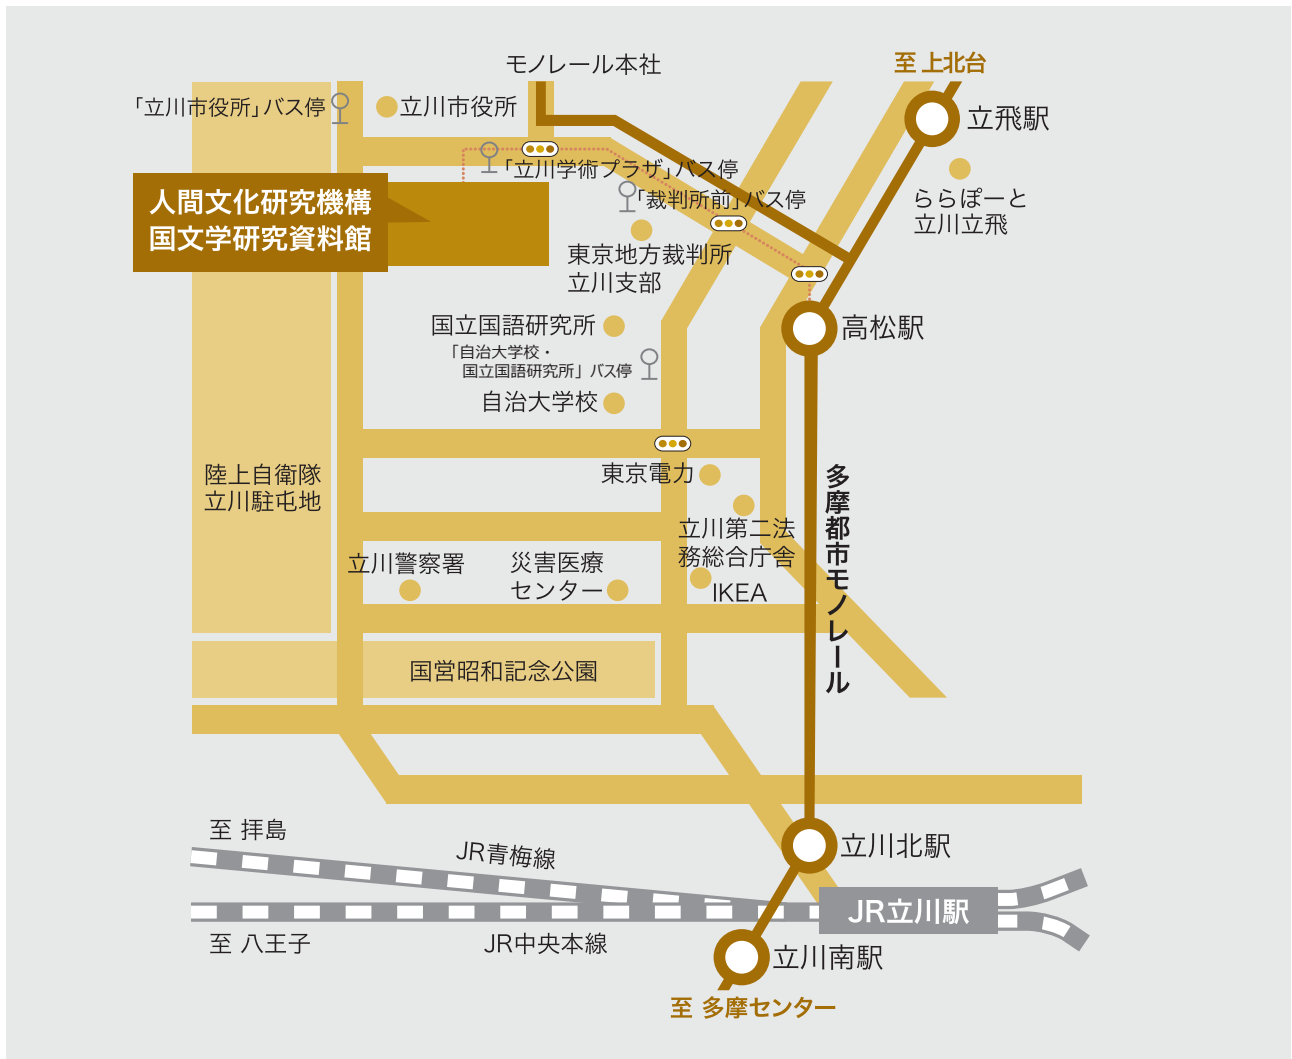 モノレール本社
至 上北台
「立川市役所」バス停
立川市役所
立飛駅
「立川学術プラザ」バス停
ららぽーと
立川立飛
人間文化研究機構
国文学研究資料館
「裁判所前」バス停
東京地方裁判所
立川支部
国立国語研究所
高松駅
「自治大学校・
国立国語研究所」バス停
自治大学校
陸上自衛隊
立川駐屯地
東京電力
多摩都市モノレール
立川第二法
務総合庁舎
立川警察署
災害医療
センター
IKEA
国営昭和記念公園
至 拝島
JR青梅線
立川北駅
JR立川駅
至 八王子
JR中央本線
立川南駅
至 多摩センター